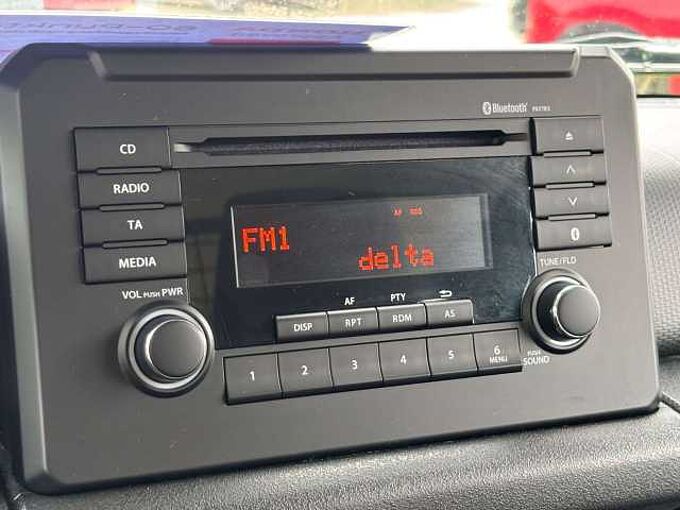 Bluetooth
CD
RADIO
TA
MEDIA
AF RDS
FM1
delta
VOL PUSH PWR
TUNE/FLD
AF PTY
DISP RPT RDM AS
1 2 3 4 5 6
MENU
PUSH
SOUND